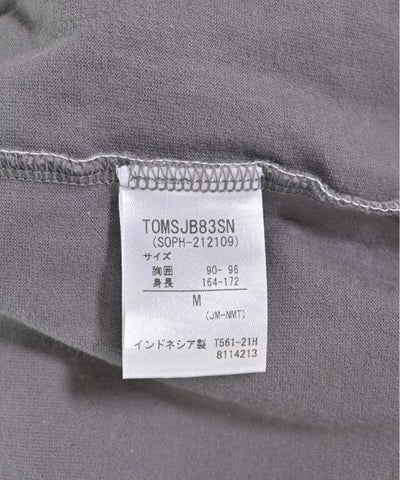 TOMSJB83SN
(SOPH-212109)
サイズ
胸囲 90- 96
身長 164-172
M
(JM-NMT)
インドネシア製 T561-21H
8114213